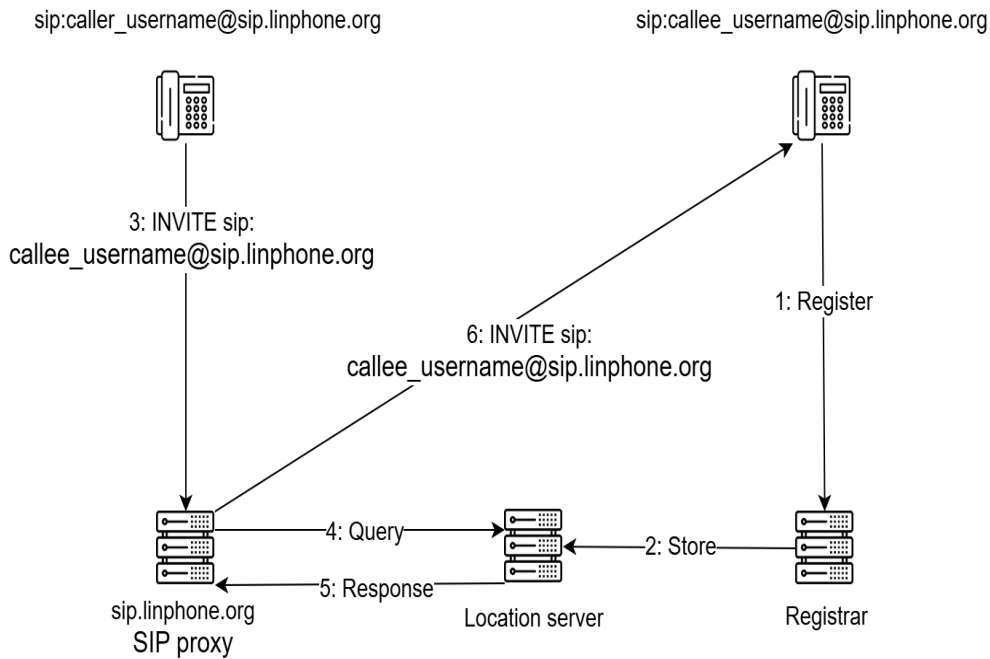 sip:caller_username@sip.linphone.org
sip:callee_username@sip.linphone.org
3: INVITE sip:
callee_username@sip.linphone.org
1: Register
6: INVITE sip:
callee_username@sip.linphone.org
4: Query
2: Store
5: Response
sip.linphone.org
SIP proxy
Location server
Registrar